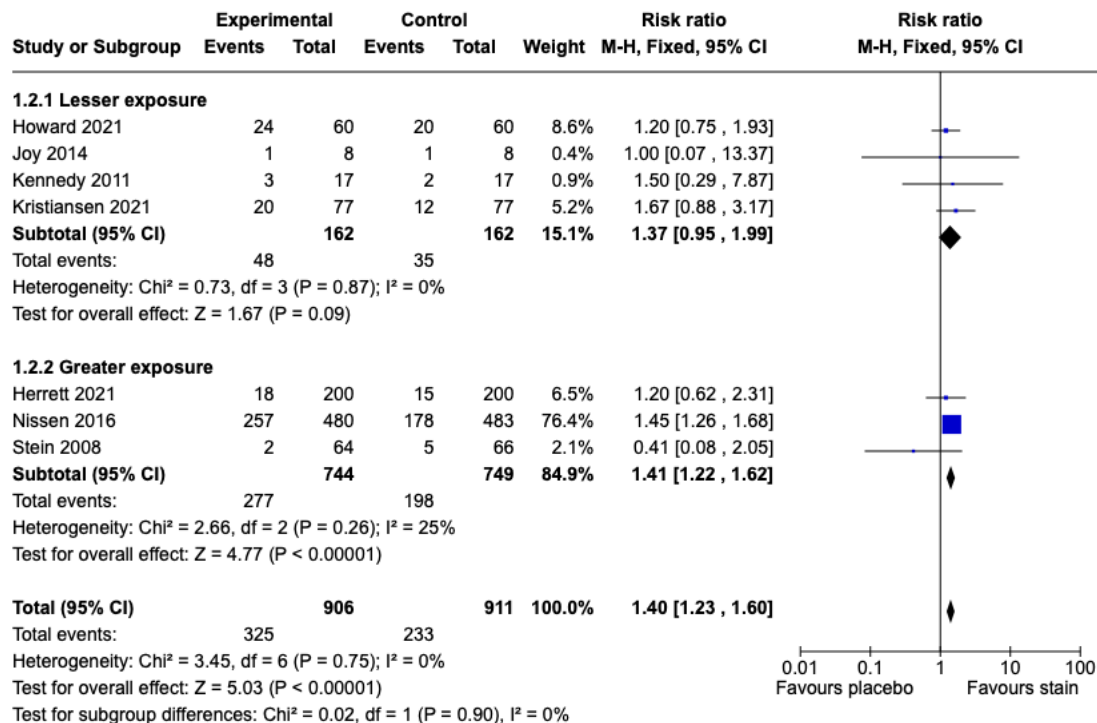 Experimental Control Risk ratio Risk ratio
Study or Subgroup Events Total Events Total Weight M-H, Fixed, 95% CI M-H, Fixed, 95% CI
1.2.1 Lesser exposure
Howard 2021 24 60 20 60 8.6% 1.20 [0.75 , 1.93]
Joy 2014 1 8 1 8 0.4% 1.00 [0.07 , 13.37]
Kennedy 2011 3 17 2 17 0.9% 1.50 [0.29 , 7.87]
Kristiansen 2021 20 77 12 77 5.2% 1.67 [0.88 , 3.17]
Subtotal (95% CI) 162 162 15.1% 1.37 [0.95 , 1.99]
Total events: 48 35
Heterogeneity: Chi² = 0.73, df = 3 (P = 0.87); I² = 0%
Test for overall effect: Z = 1.67 (P = 0.09)
1.2.2 Greater exposure
Herrett 2021 18 200 15 200 6.5% 1.20 [0.62 , 2.31]
Nissen 2016 257 480 178 483 76.4% 1.45 [1.26 , 1.68]
Stein 2008 2 64 5 66 2.1% 0.41 [0.08 , 2.05]
Subtotal (95% CI) 744 749 84.9% 1.41 [1.22 , 1.62]
Total events: 277 198
Heterogeneity: Chi² = 2.66, df = 2 (P = 0.26); I² = 25%
Test for overall effect: Z = 4.77 (P < 0.00001)
Total (95% CI) 906 911 100.0% 1.40 [1.23 , 1.60]
Total events: 325 233
Heterogeneity: Chi² = 3.45, df = 6 (P = 0.75); I² = 0%
Test for overall effect: Z = 5.03 (P < 0.00001)
Test for subgroup differences: Chi² = 0.02, df = 1 (P = 0.90), I² = 0%
0.01 0.1 1 10 100
Favours placebo Favours stain